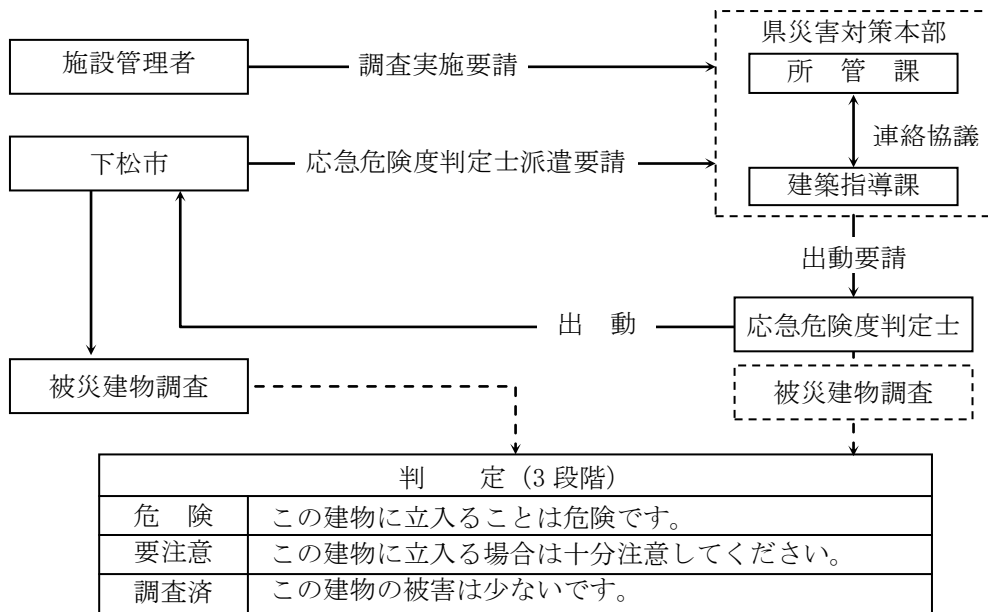 県災害対策本部
施設管理者
調査実施要請
所　管　課
連絡協議
下松市
応急危険度判定士派遣要請
建築指導課
出動要請
出　動
応急危険度判定士
被災建物調査
被災建物調査
判　　定（3段階）
危　険　この建物に立入ることは危険です。
要注意　この建物に立入る場合は十分注意してください。
調査済　この建物の被害は少ないです。